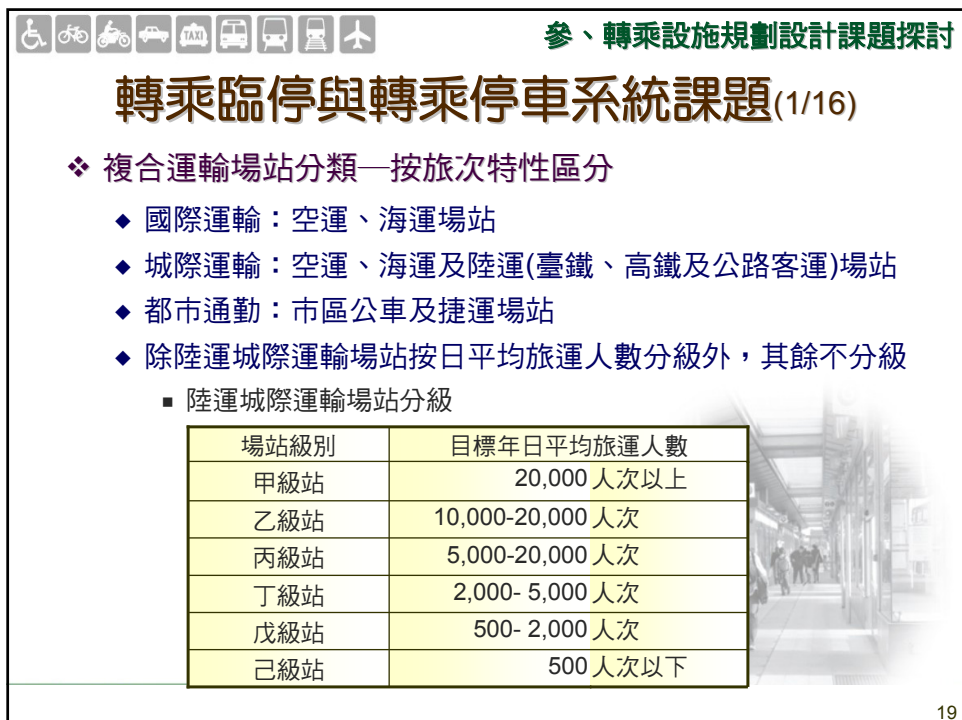 TAXI
參、轉乘設施規劃設計課題探討
轉乘臨停與轉乘停車系統課題(1/16)
❖ 複合運輸場站分類—按旅次特性區分
◆ 國際運輸：空運、海運場站
◆ 城際運輸：空運、海運及陸運(臺鐵、高鐵及公路客運)場站
◆ 都市通勤：市區公車及捷運場站
◆ 除陸運城際運輸場站按日平均旅運人數分級外，其餘不分級
■ 陸運城際運輸場站分級
場站級別 目標年日平均旅運人數
甲級站 20,000 人次以上
乙級站 10,000-20,000 人次
丙級站 5,000-20,000 人次
丁級站 2,000- 5,000 人次
戊級站 500- 2,000 人次
己級站 500 人次以下
19